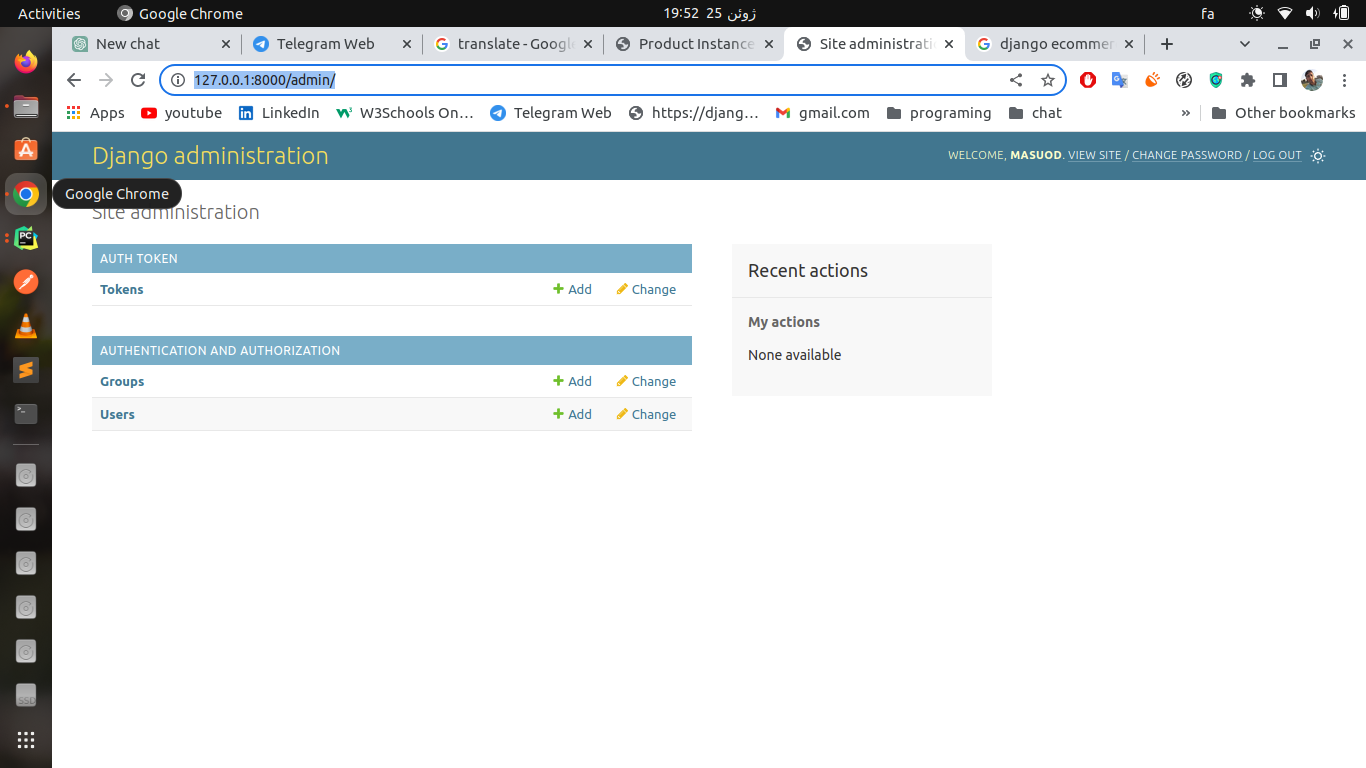 Activities
Google Chrome
ژوئن 25 19:52
fa
New chat
Telegram Web
translate - Google
Product Instance
Site administrati
django ecommer
127.0.0.1:8000/admin/
Apps
youtube
LinkedIn
W3Schools On...
Telegram Web
https://djang...
gmail.com
programing
chat
»
Other bookmarks
Django administration
WELCOME, MASUOD. VIEW SITE / CHANGE PASSWORD / LOG OUT
Google Chrome
Site administration
AUTH TOKEN
Tokens
Add
Change
AUTHENTICATION AND AUTHORIZATION
Groups
Add
Change
Users
Add
Change
Recent actions
My actions
None available
PC
SSD